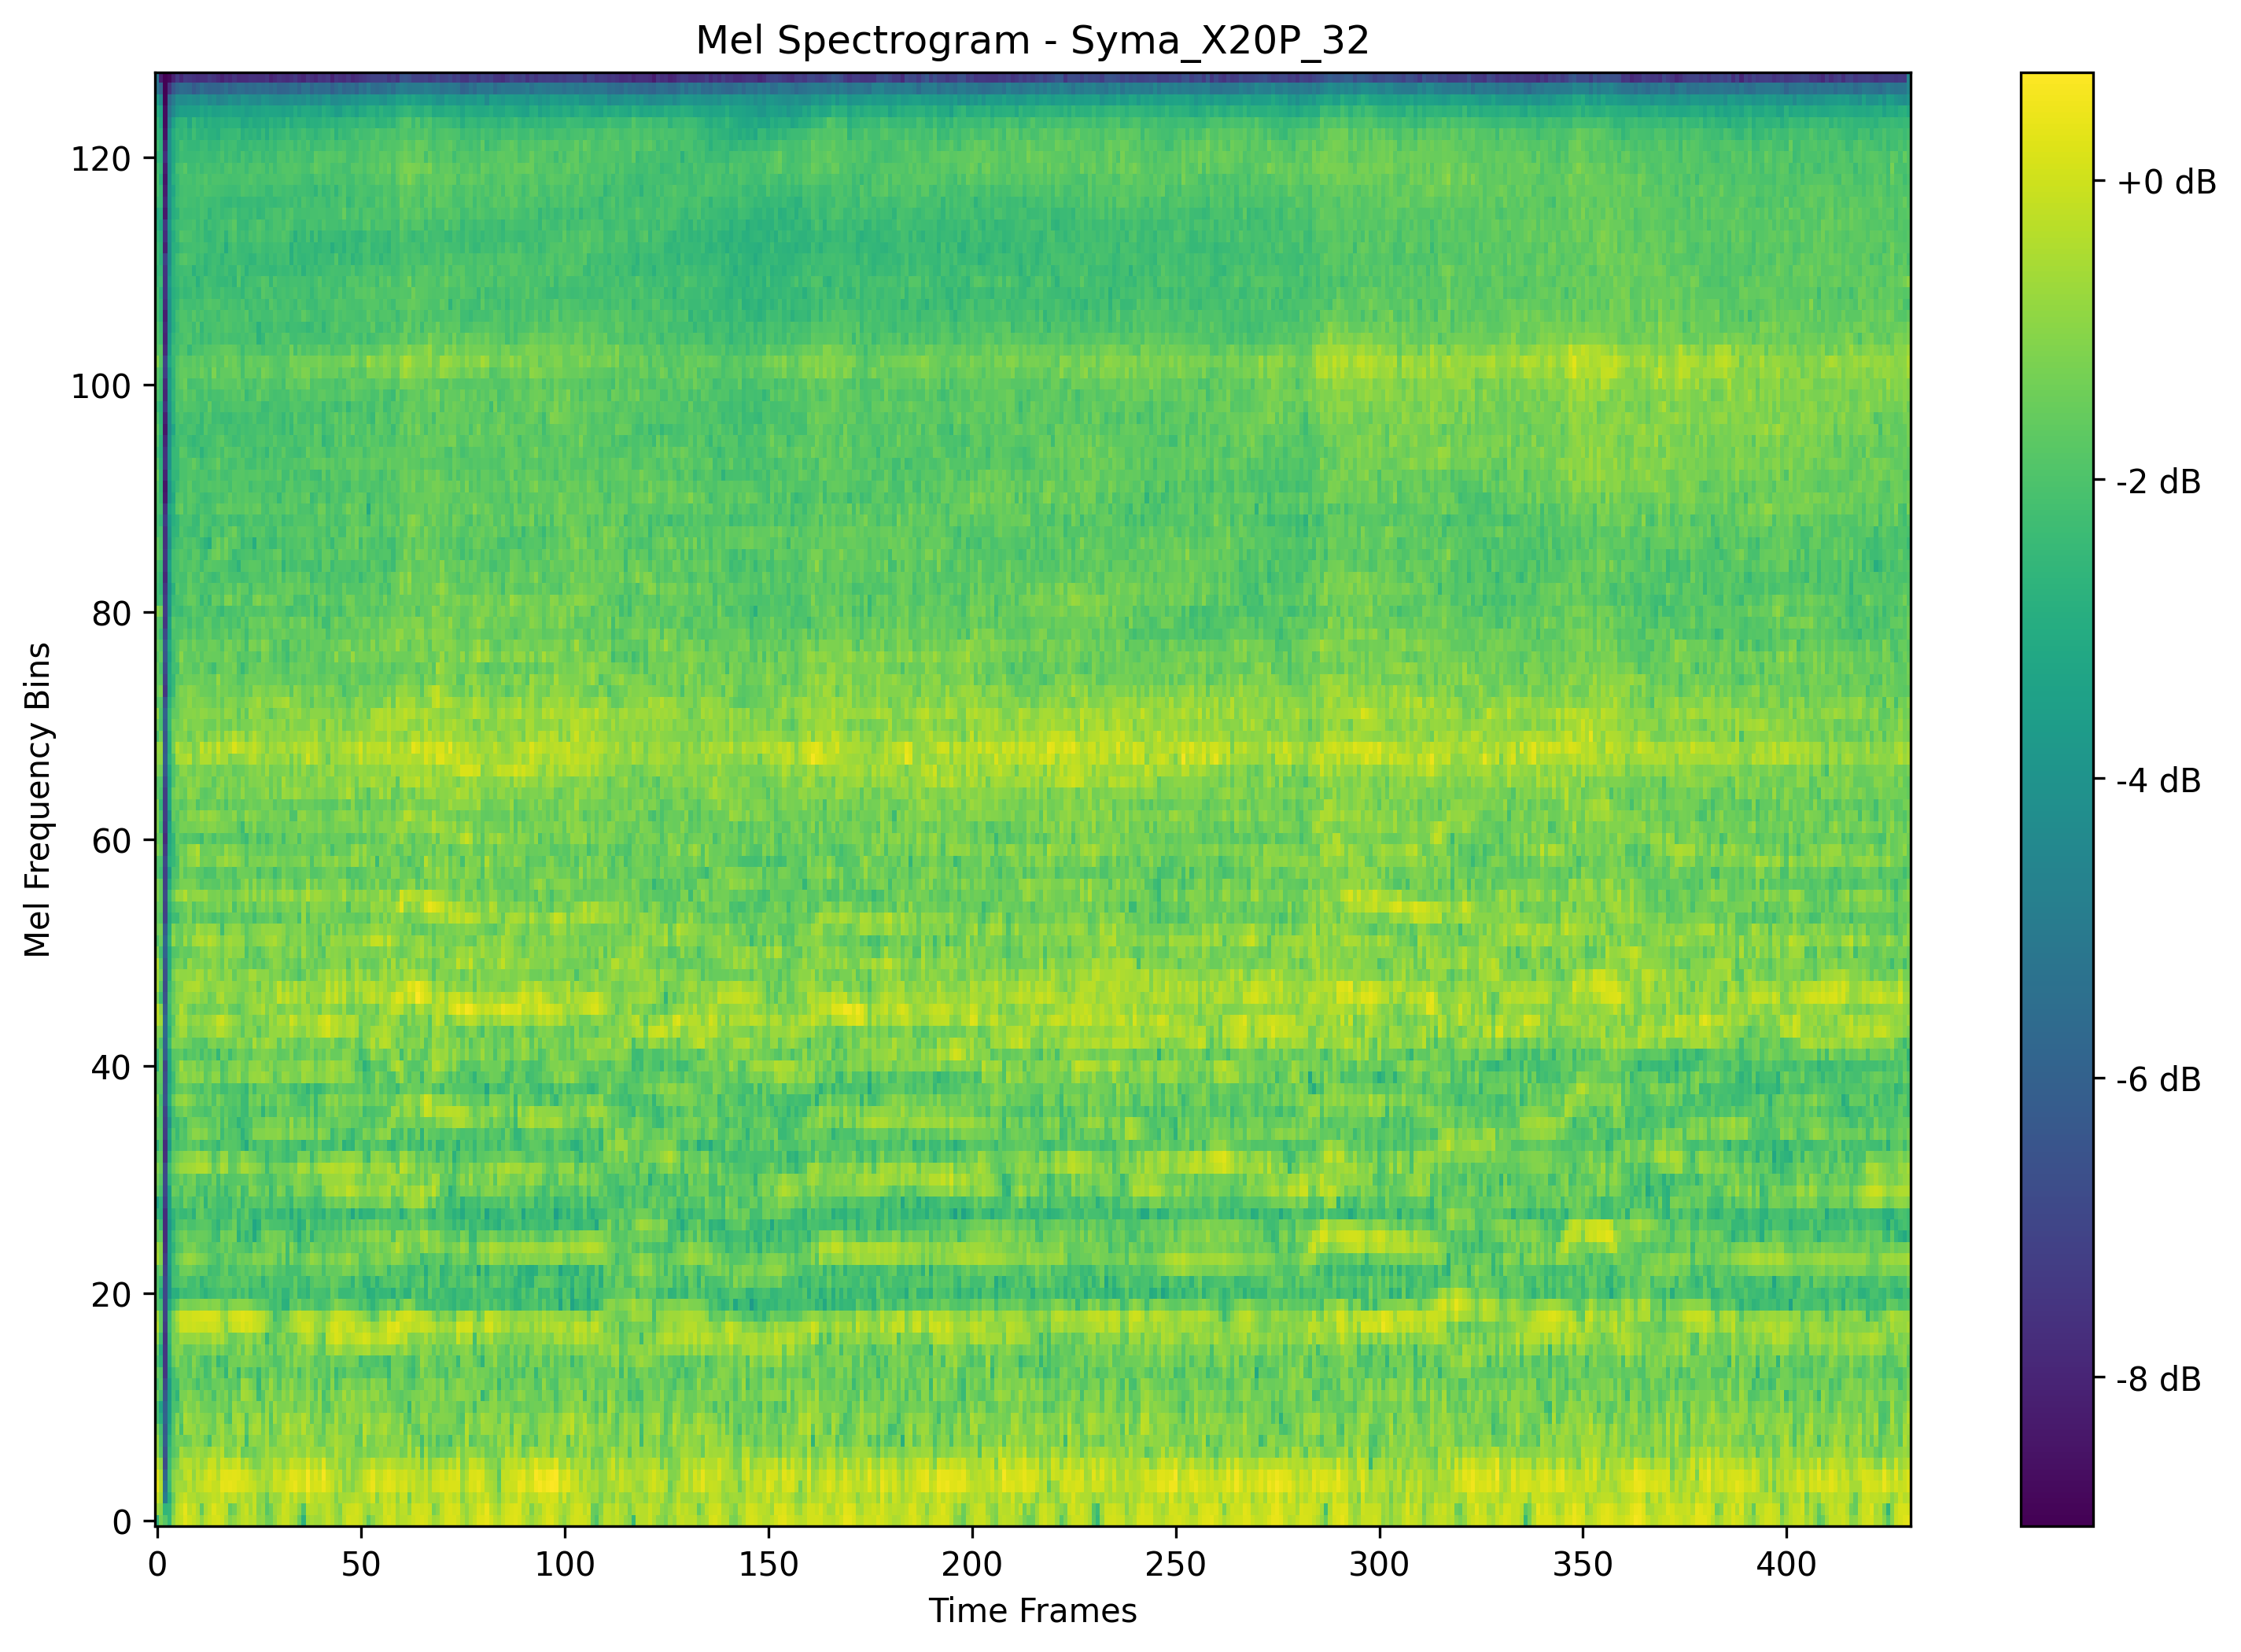 Mel Spectrogram - Syma_X20P_32
Mel Frequency Bins
120
100
80
60
40
20
0
0 50 100 150 200 250 300 350 400
Time Frames
+0 dB
-2 dB
-4 dB
-6 dB
-8 dB